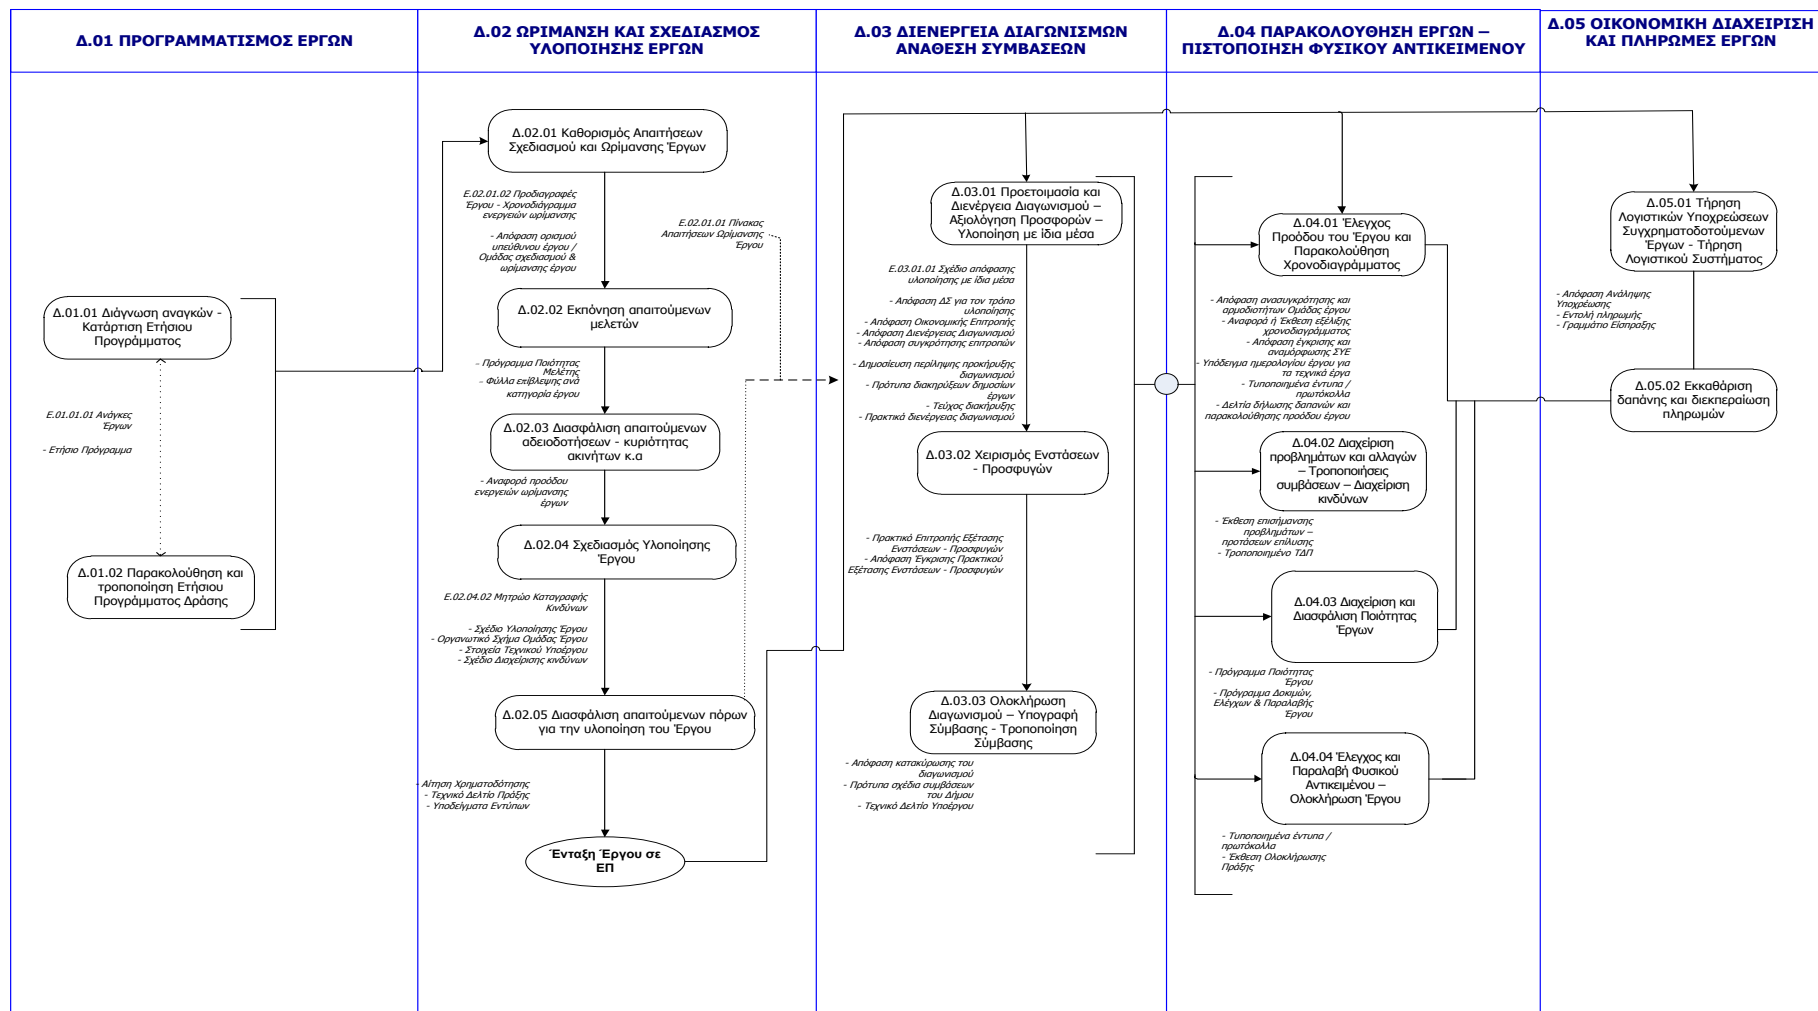 Δ.01 ΠΡΟΓΡΑΜΜΑΤΙΣΜΟΣ ΕΡΓΩΝ
Δ.02 ΩΡΙΜΑΝΣΗ ΚΑΙ ΣΧΕΔΙΑΣΜΟΣ
ΥΛΟΠΟΙΗΣΗΣ ΕΡΓΩΝ
Δ.03 ΔΙΕΝΕΡΓΕΙΑ ΔΙΑΓΩΝΙΣΜΩΝ
ΑΝΑΘΕΣΗ ΣΥΜΒΑΣΕΩΝ
Δ.04 ΠΑΡΑΚΟΛΟΥΘΗΣΗ ΕΡΓΩΝ –
ΠΙΣΤΟΠΟΙΗΣΗ ΦΥΣΙΚΟΥ ΑΝΤΙΚΕΙΜΕΝΟΥ
Δ.05 ΟΙΚΟΝΟΜΙΚΗ ΔΙΑΧΕΙΡΙΣΗ
ΚΑΙ ΠΛΗΡΩΜΕΣ ΕΡΓΩΝ
Δ.01.01 Διάγνωση αναγκών -
Κατάρτιση Ετήσιου
Προγράμματος
Ε.01.01.01 Ανάγκες
Έργων
- Ετήσιο Πρόγραμμα
Δ.01.02 Παρακολούθηση και
τροποποίηση Ετήσιου
Προγράμματος Δράσης
Δ.02.01 Καθορισμός Απαιτήσεων
Σχεδιασμού και Ωρίμανσης Έργων
Ε.02.01.02 Προδιαγραφές
Έργου - Χρονοδιάγραμμα
ενεργειών ωρίμανσης
- Απόφαση ορισμού
υπεύθυνου έργου /
Ομάδας σχεδιασμού &
ωρίμανσης έργου
Ε.02.01.01 Πίνακας
Απαιτήσεων Ωρίμανσης
Έργου
Δ.02.02 Εκπόνηση απαιτούμενων
μελετών
– Πρόγραμμα Ποιότητας
Μελέτης
– Φύλλα επίβλεψης ανά
κατηγορία έργου
Δ.02.03 Διασφάλιση απαιτούμενων
αδειοδοτήσεων - κυριότητας
ακινήτων κ.α
- Αναφορά προόδου
ενεργειών ωρίμανσης
έργων
Δ.02.04 Σχεδιασμός Υλοποίησης
Έργου
Ε.02.04.02 Μητρώο Καταγραφής
Κινδύνων
- Σχέδιο Υλοποίησης Έργου
- Οργανωτικό Σχήμα Ομάδας Έργου
- Στοιχεία Τεχνικού Υποέργου
- Σχέδιο Διαχείρισης κινδύνων
Δ.02.05 Διασφάλιση απαιτούμενων πόρων
για την υλοποίηση του Έργου
- Αίτηση Χρηματοδότησης
- Τεχνικό Δελτίο Πράξης
- Υποδείγματα Εντύπων
Ένταξη Έργου σε
ΕΠ
Δ.03.01 Προετοιμασία και
Διενέργεια Διαγωνισμού –
Αξιολόγηση Προσφορών –
Υλοποίηση με ίδια μέσα
Ε.03.01.01 Σχέδιο απόφασης
υλοποίησης με ίδια μέσα
- Απόφαση ΔΣ για τον τρόπο
υλοποίησης
- Απόφαση Οικονομικής Επιτροπής
- Απόφαση Διενέργειας Διαγωνισμού
- Απόφαση συγκρότησης επιτροπών
- Δημοσίευση περίληψης προκήρυξης
διαγωνισμού
- Πρότυπα διακηρύξεων δημοσίων
έργων
- Τεύχος διακήρυξης
- Πρακτικά διενέργειας διαγωνισμού
Δ.03.02 Χειρισμός Ενστάσεων
- Προσφυγών
- Πρακτικό Επιτροπής Εξέτασης
Ενστάσεων - Προσφυγών
- Απόφαση Έγκρισης Πρακτικού
Εξέτασης Ενστάσεων - Προσφυγών
Δ.03.03 Ολοκλήρωση
Διαγωνισμού – Υπογραφή
Σύμβασης - Τροποποίηση
Σύμβασης
- Απόφαση κατακύρωσης του
διαγωνισμού
- Πρότυπα σχέδια συμβάσεων
του Δήμου
- Τεχνικό Δελτίο Υποέργου
Δ.04.01 Έλεγχος
Προόδου του Έργου και
Παρακολούθηση
Χρονοδιαγράμματος
- Απόφαση ανασυγκρότησης και
αρμοδιοτήτων Ομάδας έργου
- Αναφορά ή Έκθεση εξέλιξης
χρονοδιαγράμματος
- Απόφαση έγκρισης και
αναμόρφωσης ΣΥΕ
- Υπόδειγμα ημερολογίου έργου για
τα τεχνικά έργα
- Τυποποιημένα έντυπα /
πρωτόκολλα
- Δελτία δήλωσης δαπανών και
παρακολούθησης προόδου έργου
Δ.04.02 Διαχείριση
προβλημάτων και αλλαγών
– Τροποποιήσεις
συμβάσεων – Διαχείριση
κινδύνων
- Έκθεση επισήμανσης
προβλημάτων –
προτάσεων επίλυσης
- Τροποποιημένο ΤΔΠ
Δ.04.03 Διαχείριση και
Διασφάλιση Ποιότητας
Έργων
- Πρόγραμμα Ποιότητας
Έργου
- Πρόγραμμα Δοκιμών,
Ελέγχων & Παραλαβής
Έργου
Δ.04.04 Έλεγχος και
Παραλαβή Φυσικού
Αντικειμένου –
Ολοκλήρωση Έργου
- Τυποποιημένα έντυπα /
πρωτόκολλα
- Έκθεση Ολοκλήρωσης
Πράξης
Δ.05.01 Τήρηση
Λογιστικών Υποχρεώσεων
Συγχρηματοδοτούμενων
Έργων - Τήρηση
Λογιστικού Συστήματος
- Απόφαση Ανάληψης
Υποχρέωσης
- Εντολή πληρωμής
- Γραμμάτιο Είσπραξης
Δ.05.02 Εκκαθάριση
δαπάνης και διεκπεραίωση
πληρωμών